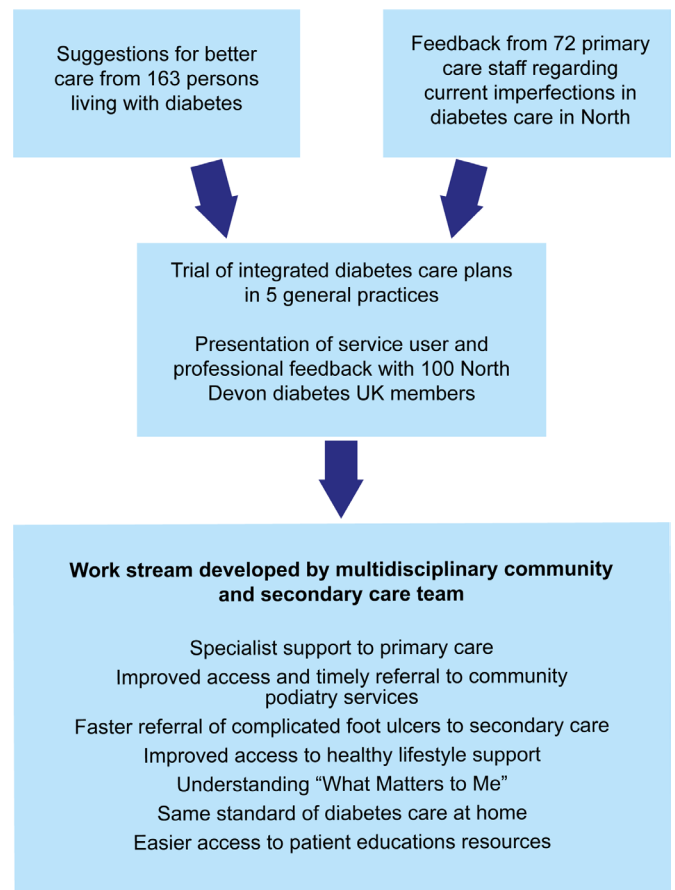 Suggestions for better
care from 163 persons
living with diabetes
Feedback from 72 primary
care staff regarding
current imperfections in
diabetes care in North
Trial of integrated diabetes care plans
in 5 general practices
Presentation of service user and
professional feedback with 100 North
Devon diabetes UK members
Work stream developed by multidisciplinary community
and secondary care team
Specialist support to primary care
Improved access and timely referral to community
podiatry services
Faster referral of complicated foot ulcers to secondary care
Improved access to healthy lifestyle support
Understanding “What Matters to Me”
Same standard of diabetes care at home
Easier access to patient educations resources